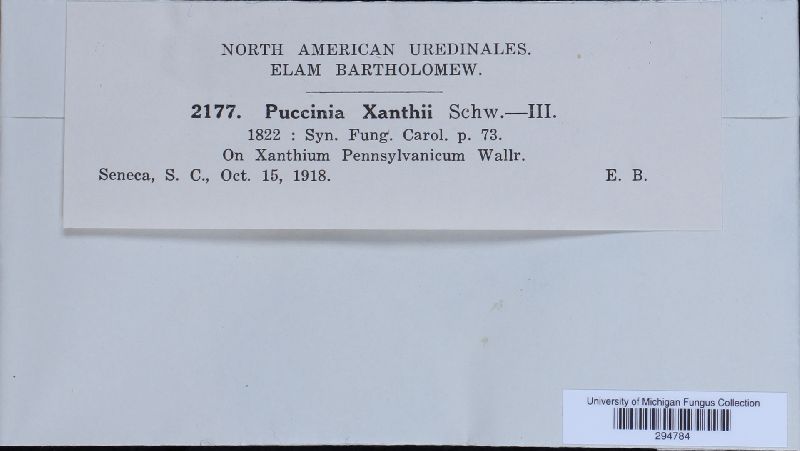 NORTH AMERICAN UREDINALES.
ELAM BARTHOLOMEW.
2177. Puccinia Xanthii Schw.—III.
1822 : Syn. Fung. Carol. p. 73.
On Xanthium Pennsylvanicum Wallr.
Seneca, S. C., Oct. 15, 1918. E. B.
University of Michigan Fungus Collection
294784